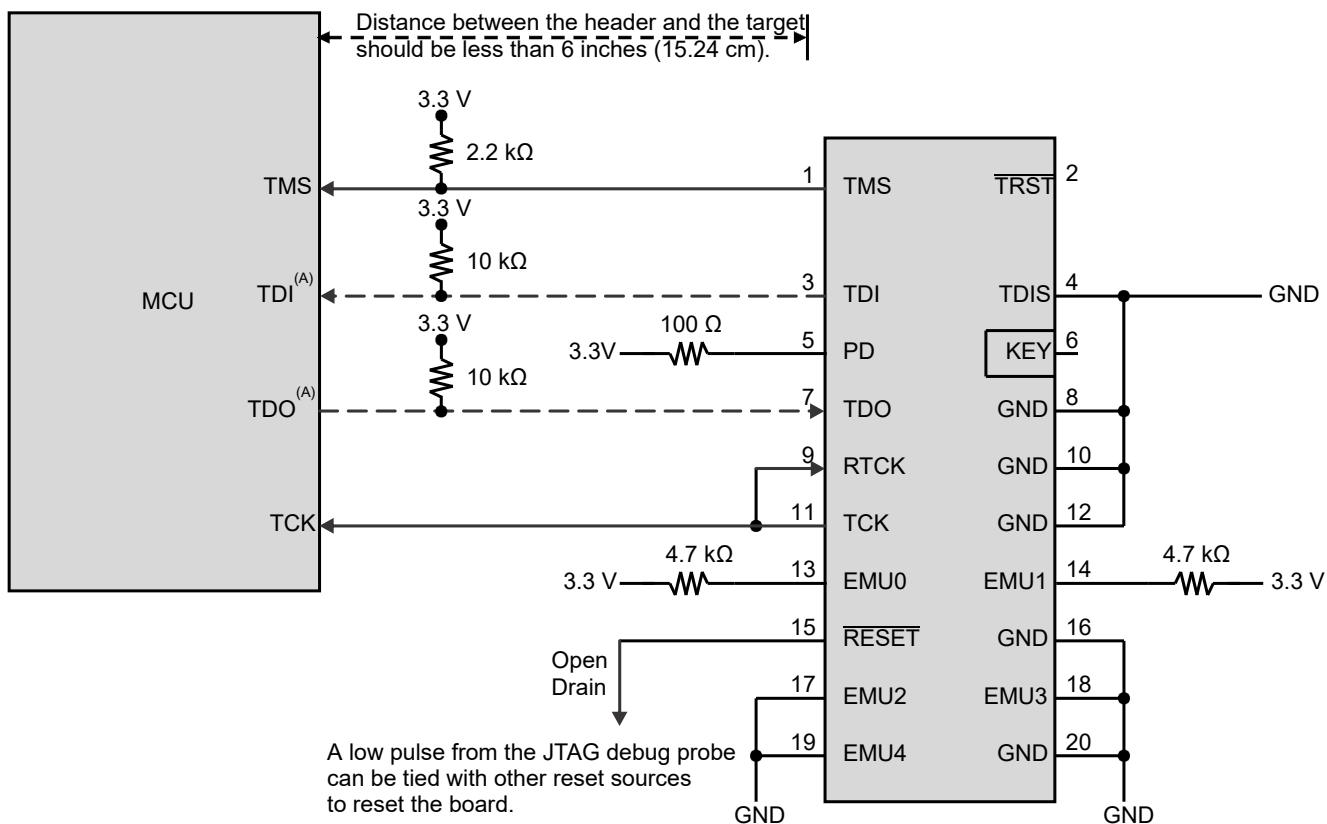 Distance between the header and the target
should be less than 6 inches (15.24 cm).
3.3 V
2.2 kΩ
TMS
1
TMS
TRST
2
3.3 V
10 kΩ
MCU
TDI(A)
3
TDI
TDIS
4
GND
3.3 V
10 kΩ
100 Ω
3.3V
5
PD
KEY
6
TDO(A)
7
TDO
GND
8
9
RTCK
GND
10
TCK
11
TCK
GND
12
4.7 kΩ
3.3 V
13
EMU0
EMU1
14
4.7 kΩ
3.3 V
15
RESET
GND
16
Open
Drain
17
EMU2
EMU3
18
A low pulse from the JTAG debug probe
can be tied with other reset sources
to reset the board.
19
EMU4
GND
20
GND
GND